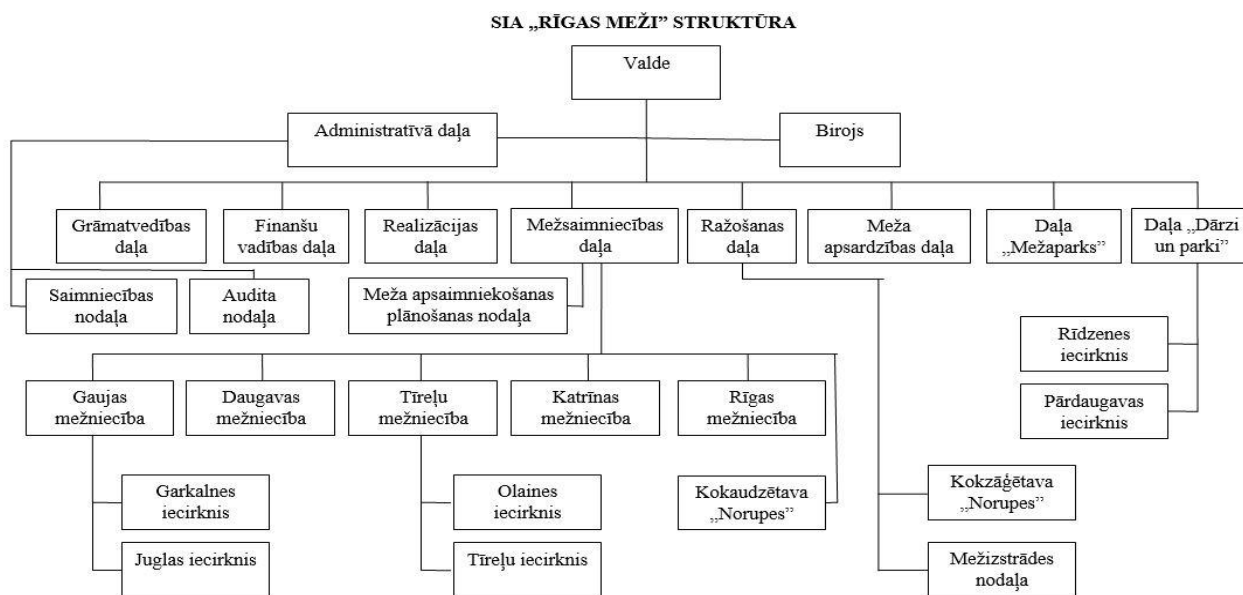 SIA „RĪGAS MEŽI” STRUKTŪRA
Valde
Administratīvā daļa
Birojs
Grāmatvedības
daļa
Finanšu
vadības daļa
Realizācijas
daļa
Mežsaimniecības
daļa
Ražošanas
daļa
Meža
apsardzības daļa
Daļa
„Mežaparks”
Daļa „Dārzi
un parki”
Saimniecības
nodaļa
Audita
nodaļa
Meža apsaimniekošanas
plānošanas nodaļa
Rīdzenes
iecirknis
Pārdaugavas
iecirknis
Gaujas
mežniecība
Daugavas
mežniecība
Tīreļu
mežniecība
Katrīnas
mežniecība
Rīgas
mežniecība
Garkalnes
iecirknis
Olaines
iecirknis
Kokaudzētava
„Norupes”
Kokzāģētava
„Norupes”
Juglas iecirknis
Tīreļu iecirknis
Mežizstrādes
nodaļa